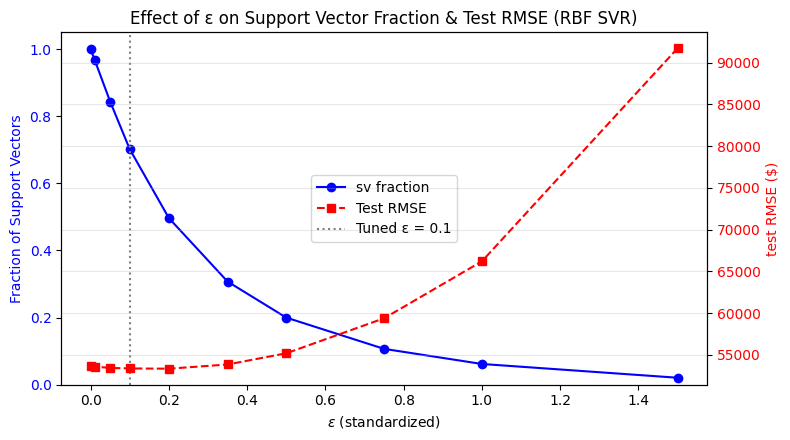 Effect of ε on Support Vector Fraction & Test RMSE (RBF SVR)
Fraction of Support Vectors
1.0
0.8
0.6
0.4
0.2
0.0
sv fraction
Test RMSE
Tuned ε = 0.1
90000
85000
80000
75000
70000
65000
60000
55000
test RMSE ($)
0.0 0.2 0.4 0.6 0.8 1.0 1.2 1.4
ε (standardized)